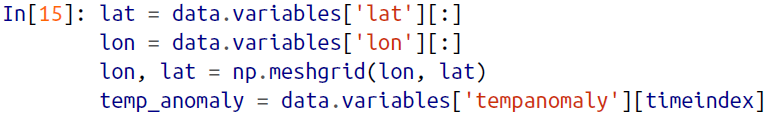 In[15]: lat = data.variables['lat'][:]
lon = data.variables['lon'][:]
lon, lat = np.meshgrid(lon, lat)
temp_anomaly = data.variables['tempanomaly'][timeindex]